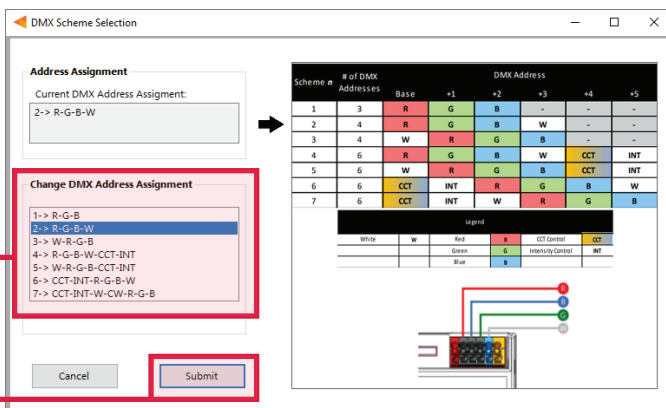 DMX Scheme Selection
Address Assignment
Current DMX Address Assigment:
2-> R-G-B-W
Change DMX Address Assignment
1-> R-G-B
2-> R-G-B-W
3-> W-R-G-B
4-> R-G-B-W-CCT-INT
5-> W-R-G-B-CCT-INT
6-> CCT-INT-R-G-B-W
7-> CCT-INT-W-CW-R-G-B
Cancel Submit
Scheme n # of DMX Addresses DMX Address
Base +1 +2 +3 +4 +5
1 3 R G B - - -
2 4 R G B W - -
3 4 W R G B - -
4 6 R G B W CCT INT
5 6 W R G B CCT INT
6 6 CCT INT R G B W
7 6 CCT INT W R G B
Legend
White W Red R CCT Control CCT
Green G Intensity Control INT
Blue B
R
B
G
W